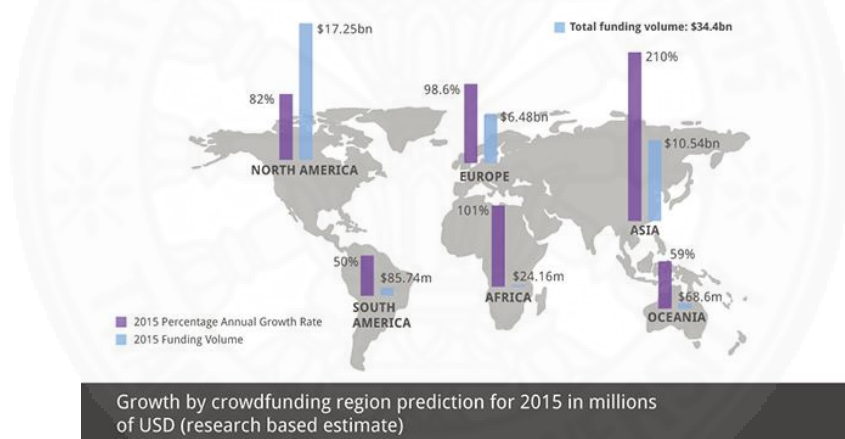 $17.25bn
Total funding volume: $34.4bn
210%
98.6%
82%
$6.48bn
$10.54bn
NORTH AMERICA
EUROPE
101%
ASIA
59%
50%
$85.74m
$24.16m
$68.6m
AFRICA
SOUTH
AMERICA
OCEANIA
2015 Percentage Annual Growth Rate
2015 Funding Volume
Growth by crowdfunding region prediction for 2015 in millions
of USD (research based estimate)